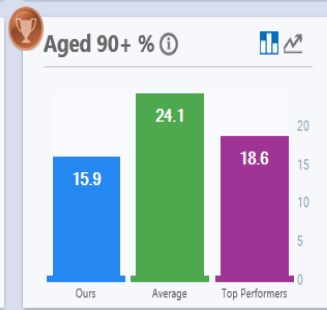 Aged 90+ % i
24.1
15.9
18.6
20
15
10
5
0
Ours
Average
Top Performers